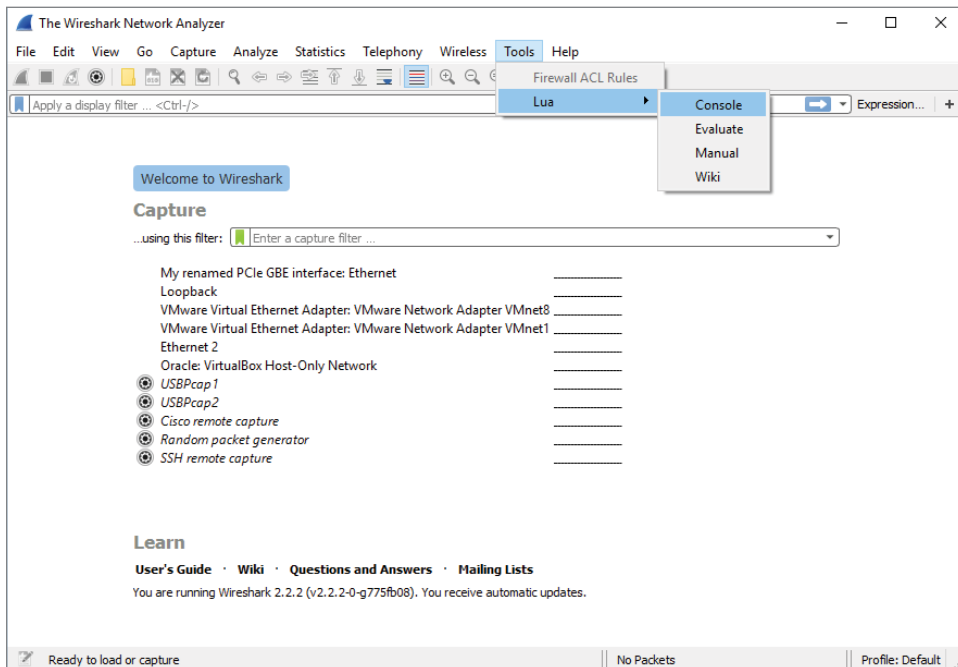 The Wireshark Network Analyzer
File Edit View Go Capture Analyze Statistics Telephony Wireless Tools Help
Firewall ACL Rules
Apply a display filter ... <Ctrl-/>
Lua
Console
Expression...
+
Evaluate
Manual
Wiki
Welcome to Wireshark
Capture
...using this filter: Enter a capture filter ...
My renamed PCIe GBE interface: Ethernet
Loopback
VMware Virtual Ethernet Adapter: VMware Network Adapter VMnet8
VMware Virtual Ethernet Adapter: VMware Network Adapter VMnet1
Ethernet 2
Oracle: VirtualBox Host-Only Network
USBPcap1
USBPcap2
Cisco remote capture
Random packet generator
SSH remote capture
Learn
User's Guide · Wiki · Questions and Answers · Mailing Lists
You are running Wireshark 2.2.2 (v2.2.2-0-g775fb08). You receive automatic updates.
Ready to load or capture
No Packets
Profile: Default